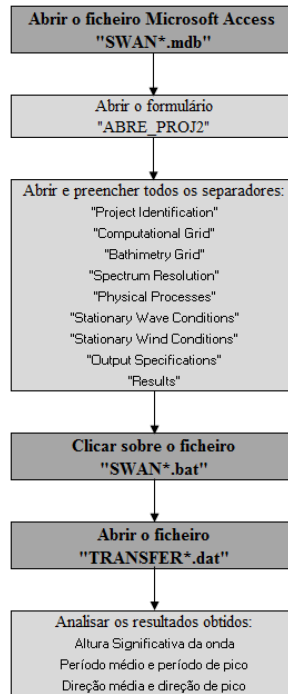 Abrir o ficheiro Microsoft Access
"SWAN*.mdb"
Abrir o formulário
"ABRE_PROJ2"
Abrir e preencher todos os separadores:
"Project Identification"
"Computational Grid"
"Bathimetry Grid"
"Spectrum Resolution"
"Physical Processes"
"Stationary Wave Conditions"
"Stationary Wind Conditions"
"Output Specifications"
"Results"
Clicar sobre o ficheiro
"SWAN*.bat"
Abrir o ficheiro
"TRANSFER*.dat"
Analisar os resultados obtidos:
Altura Significativa da onda
Período médio e período de pico
Direção média e direção de pico